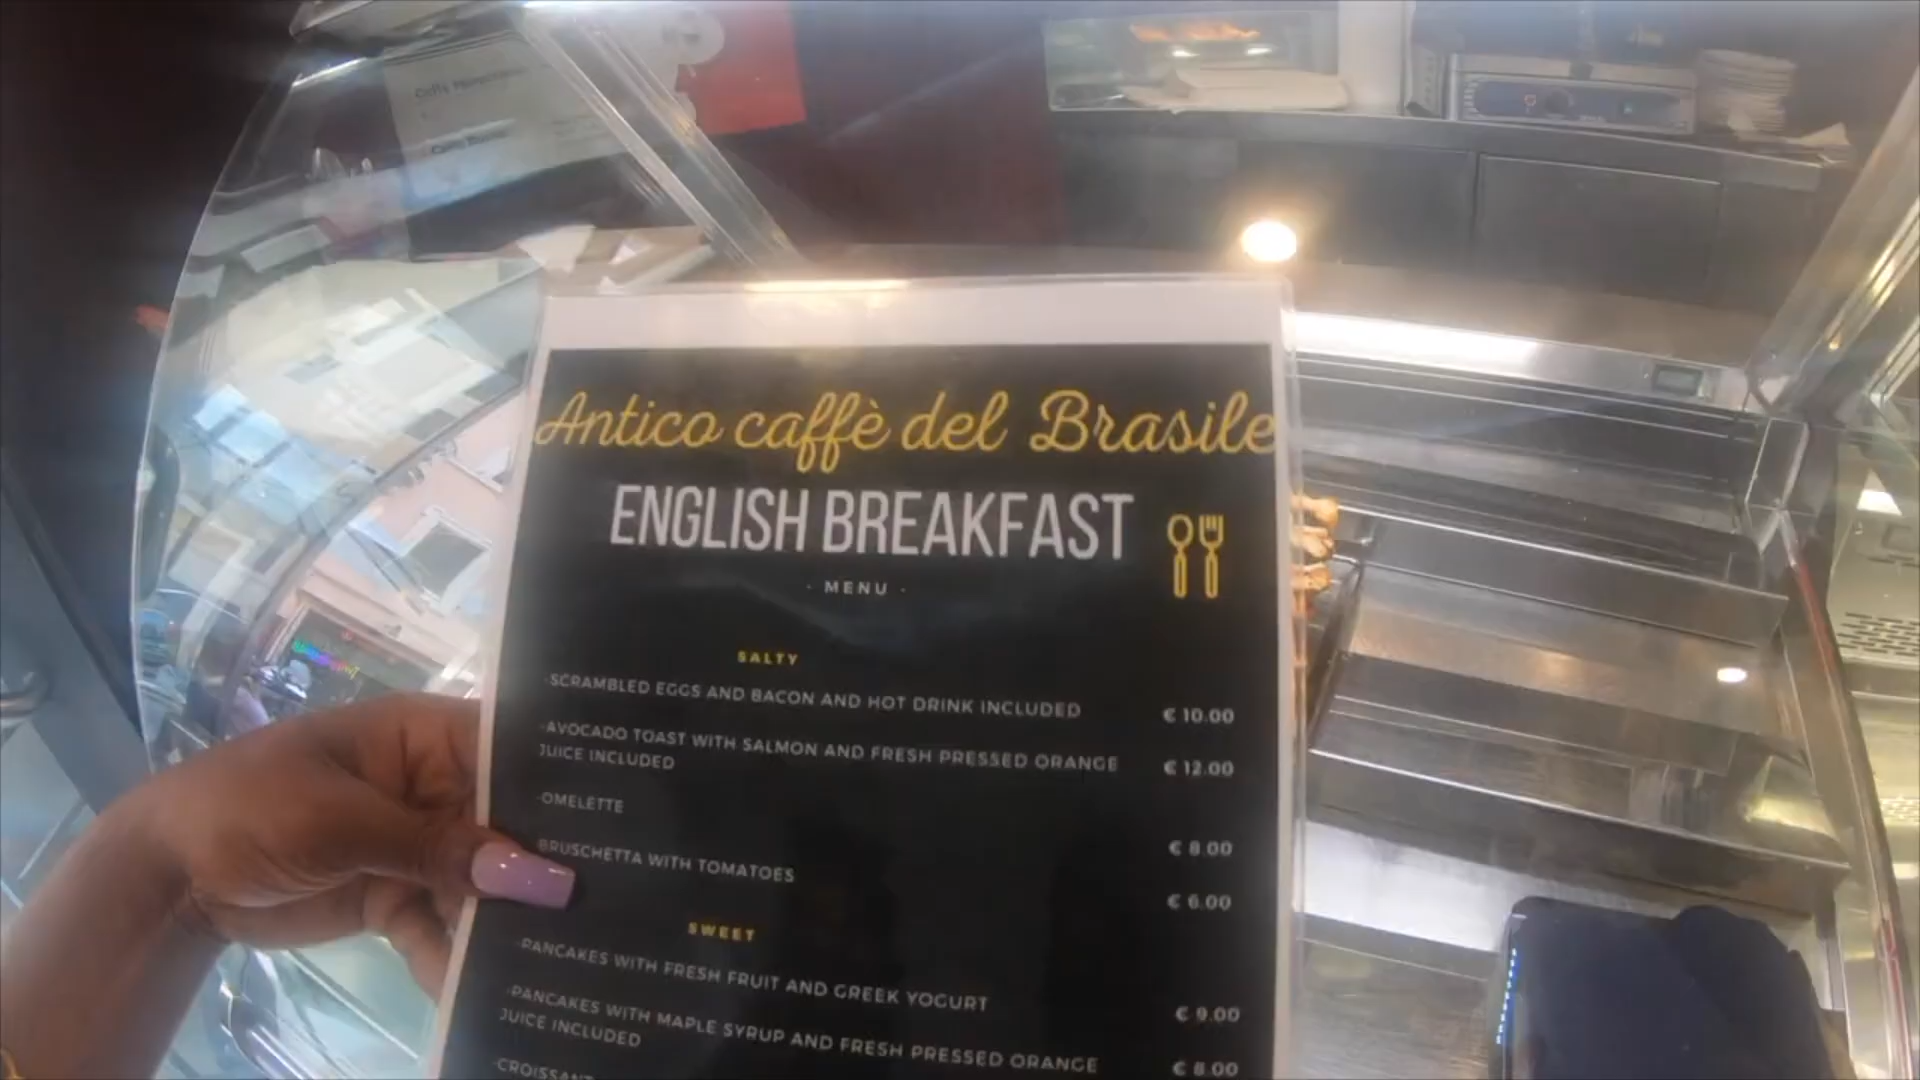 Antico caffè del Brasile
ENGLISH BREAKFAST
· MENU ·
SALTY
·SCRAMBLED EGGS AND BACON AND HOT DRINK INCLUDED € 10.00
·AVOCADO TOAST WITH SALMON AND FRESH PRESSED ORANGE
JUICE INCLUDED € 12.00
·OMELETTE € 8.00
BRUSCHETTA WITH TOMATOES € 6.00
SWEET
·PANCAKES WITH FRESH FRUIT AND GREEK YOGURT € 9.00
·PANCAKES WITH MAPLE SYRUP AND FRESH PRESSED ORANGE
JUICE INCLUDED € 8.00
·CROISSANT